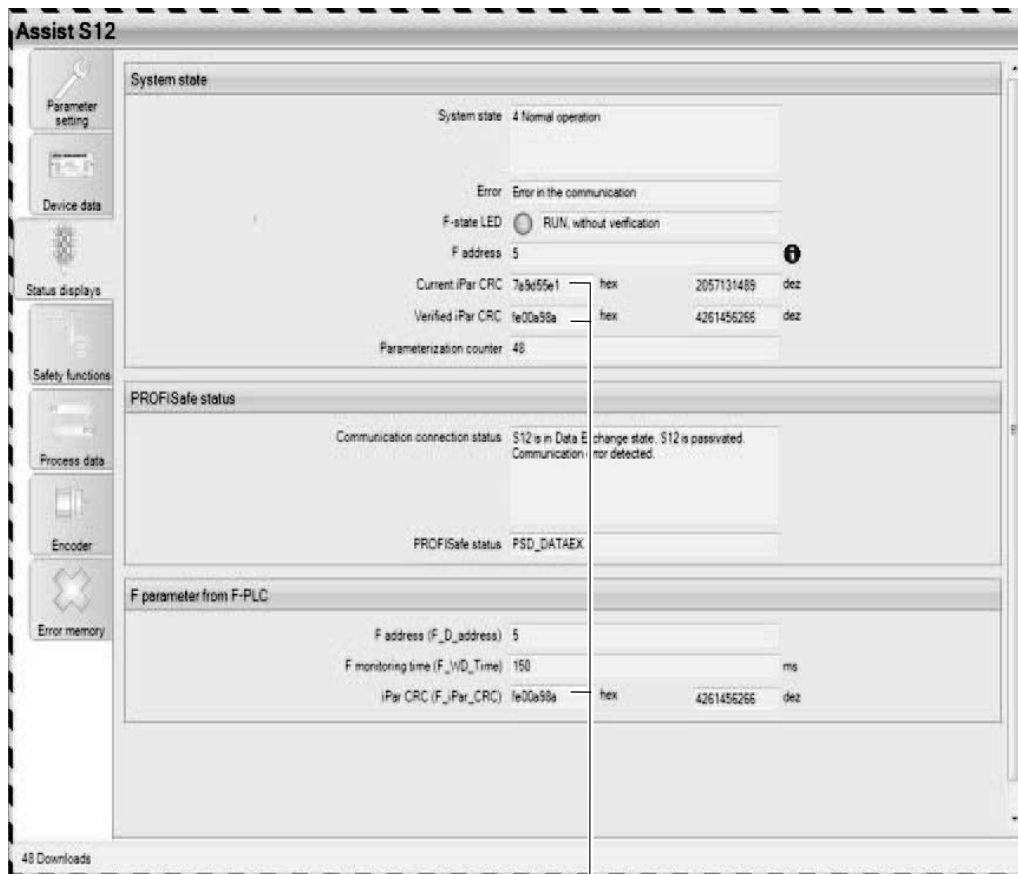 Assist S12
Parameter
setting
Device data
Status displays
Safety functions
Process data
Encoder
Error memory
System state
System state 4 Normal operation
Error Error in the communication
F-state LED RUN, without verification
F address 5
Current iPar CRC 7a9d55e1 hex 2057131489 dez
Verified iPar CRC fe00a98a hex 4261456266 dez
Parameterization counter 48
PROFISafe status
Communication connection status S12 is in Data Exchange state. S12 is passivated.
Communication error detected.
PROFISafe status PSD_DATAEX
F parameter from F-PLC
F address (F_D_address) 5
F monitoring time (F_WD_Time) 150 ms
iPar CRC (F_iPar_CRC) fe00a98a hex 4261456266 dez
48 Downloads